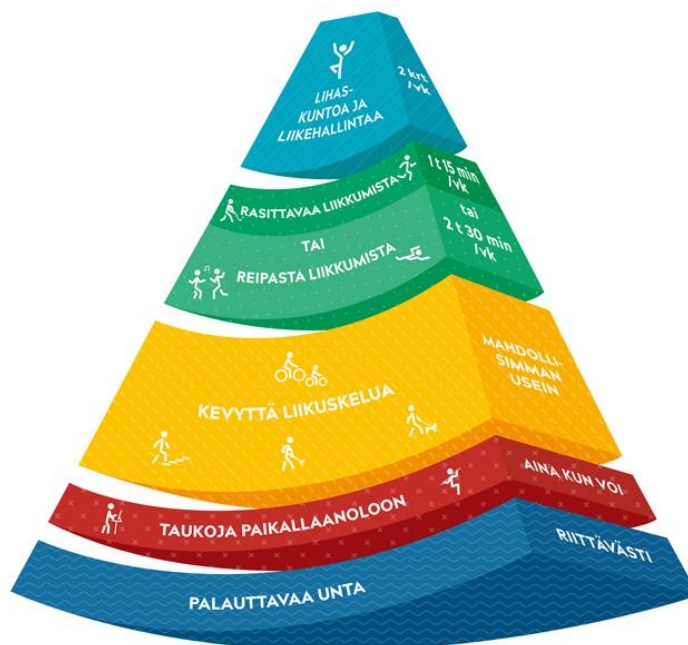 LIHAS-
KUNTOA JA
LIIKEHALLINTAA
2 krt
/vk
RASITTAVAA LIIKKUMISTA
1 t 15 min
/vk
TAI
tai
REIPASTA LIIKKUMISTA
2 t 30 min
/vk
KEVYTTÄ LIIKUSKELUA
MAHDOLLI-
SIMMAN
USEIN
TAUKOJA PAIKALLAANOLOON
AINA KUN VOI
PALAUTTAVAA UNTA
RIITTÄVÄSTI